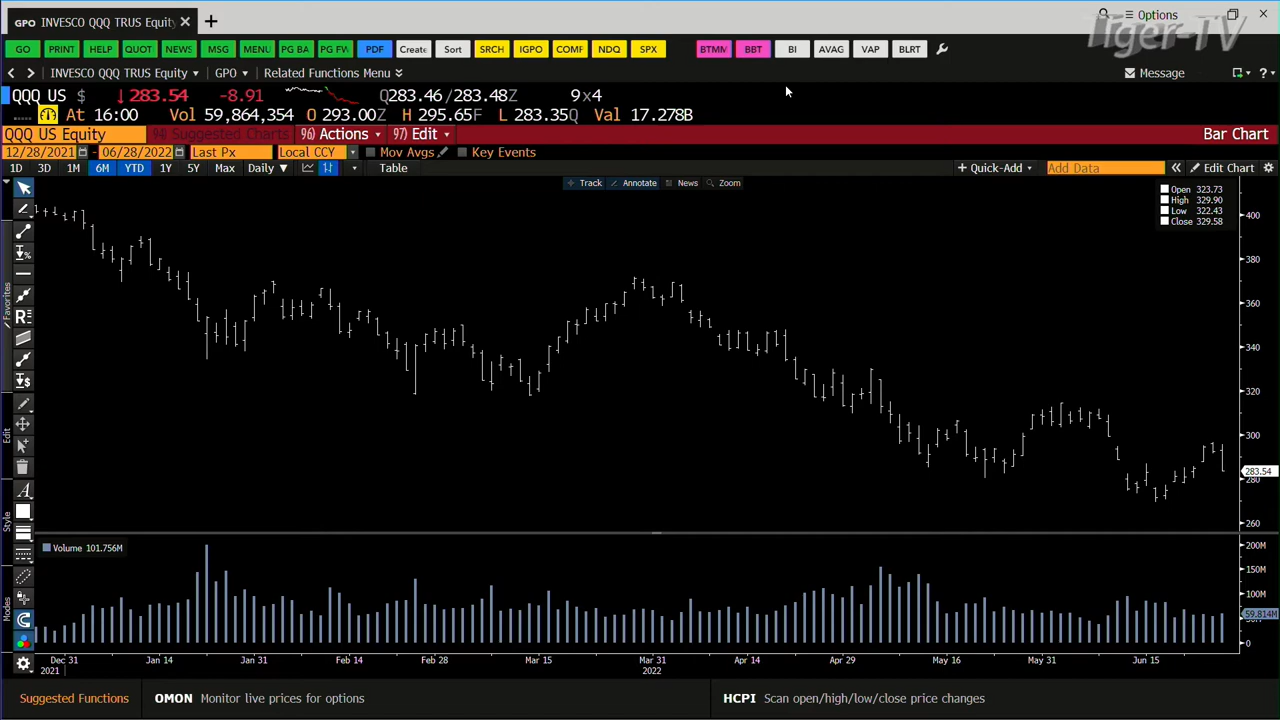 GPO INVESCO QQQ TRUS Equity × +
Options
Tiger-TV
GO PRINT HELP QUOT NEWS MSG MENU PG BA PG FW PDF Create Sort SRCH IGPO COMF NDQ SPX BTMM BBT BI AVAG VAP BLRT
INVESCO QQQ TRUS Equity GPO Related Functions Menu Message ?
QQQ US $ ↓283.54 -8.91 Q283.46/283.48Z 9x4
At 16:00 Vol 59,864,354 O 293.00Z H 295.65F L 283.35Q Val 17.278B
QQQ US Equity 94) Suggested Charts 96) Actions 97) Edit Bar Chart
12/28/2021 - 06/28/2022 Last Px Local CCY Mov Avgs Key Events
1D 3D 1M 6M YTD 1Y 5Y Max Daily Table + Quick-Add Add Data « Edit Chart
Track Annotate News Zoom
Open 323.73
High 329.90
Low 322.43
Close 329.58
400
380
360
340
320
300
283.54
280
260
Favorites
Edit
Style
Modes
Volume 101.756M
200M
150M
100M
59.814M
0
Dec 31 Jan 14 Jan 31 Feb 14 Feb 28 Mar 15 Mar 31 Apr 14 Apr 29 May 16 May 31 Jun 15
2021 2022
Suggested Functions OMON Monitor live prices for options HCPI Scan open/high/low/close price changes